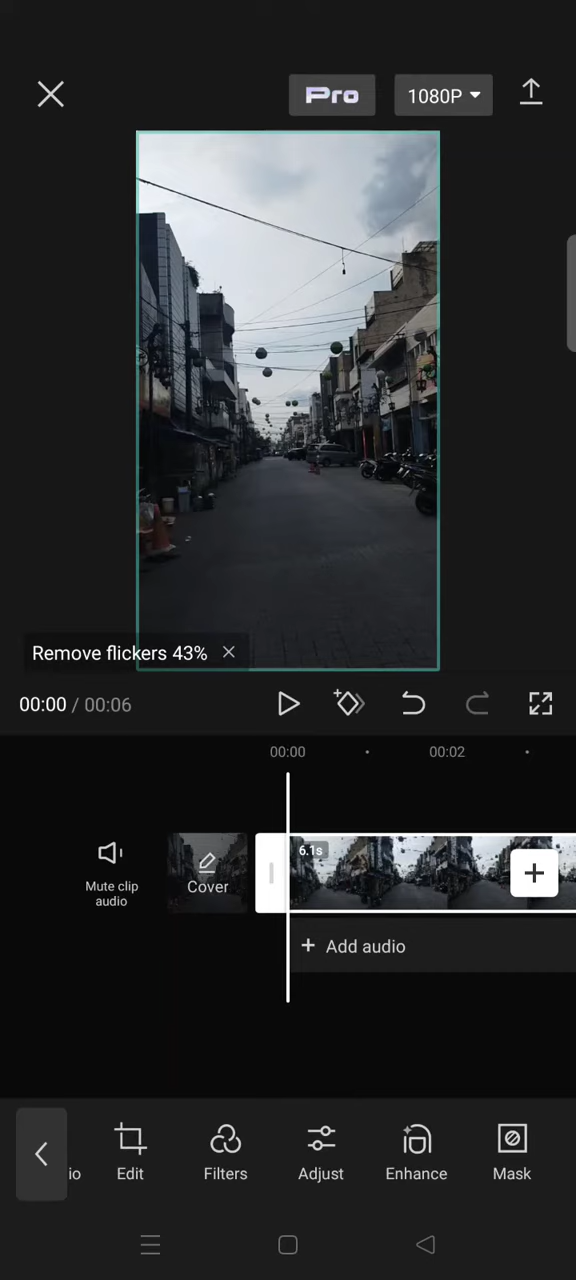 Pro
1080P
Remove flickers 43%
00:00 / 00:06
00:00
00:02
Mute clip
audio
Cover
6.1s
+ Add audio
io
Edit
Filters
Adjust
Enhance
Mask